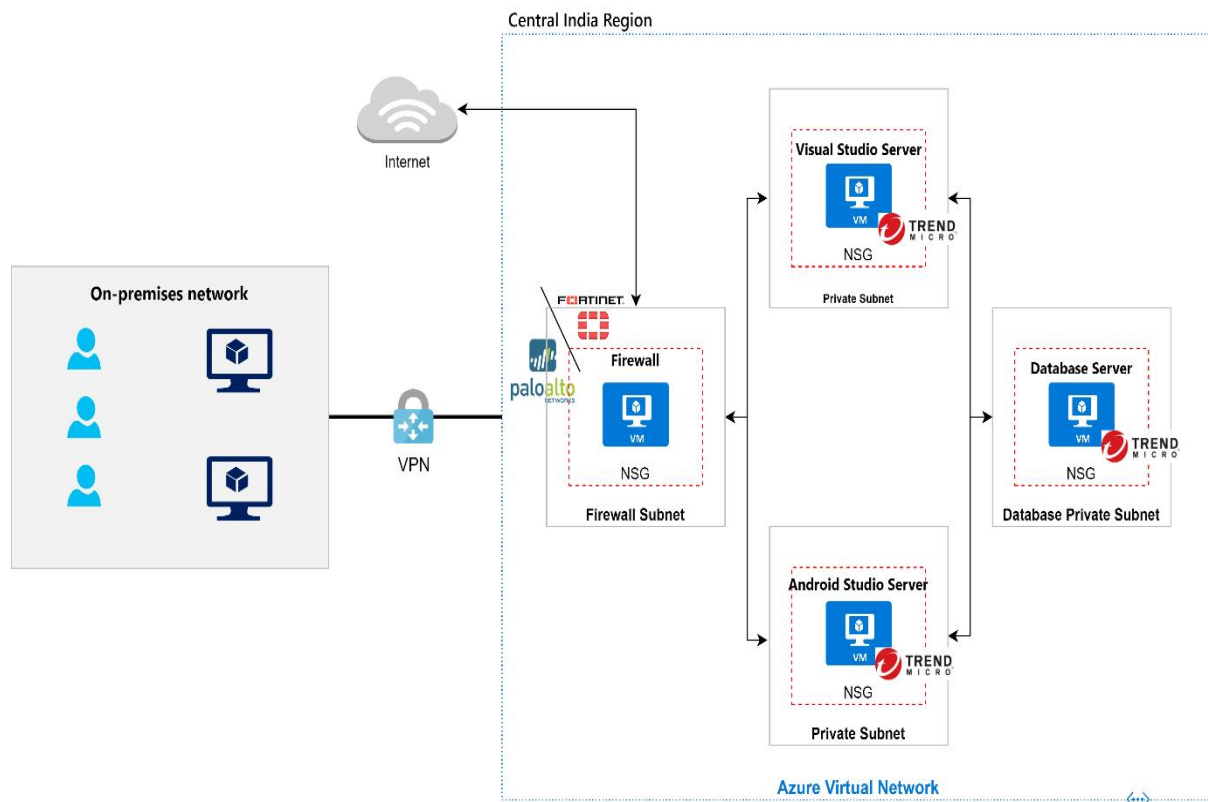 Central India Region
Internet
On-premises network
VPN
FORTINET
paloalto
NETWORKS
Firewall
VM
NSG
Firewall Subnet
Visual Studio Server
VM
TREND
MICRO
NSG
Private Subnet
Android Studio Server
VM
TREND
MICRO
NSG
Private Subnet
Database Server
VM
TREND
MICRO
NSG
Database Private Subnet
Azure Virtual Network